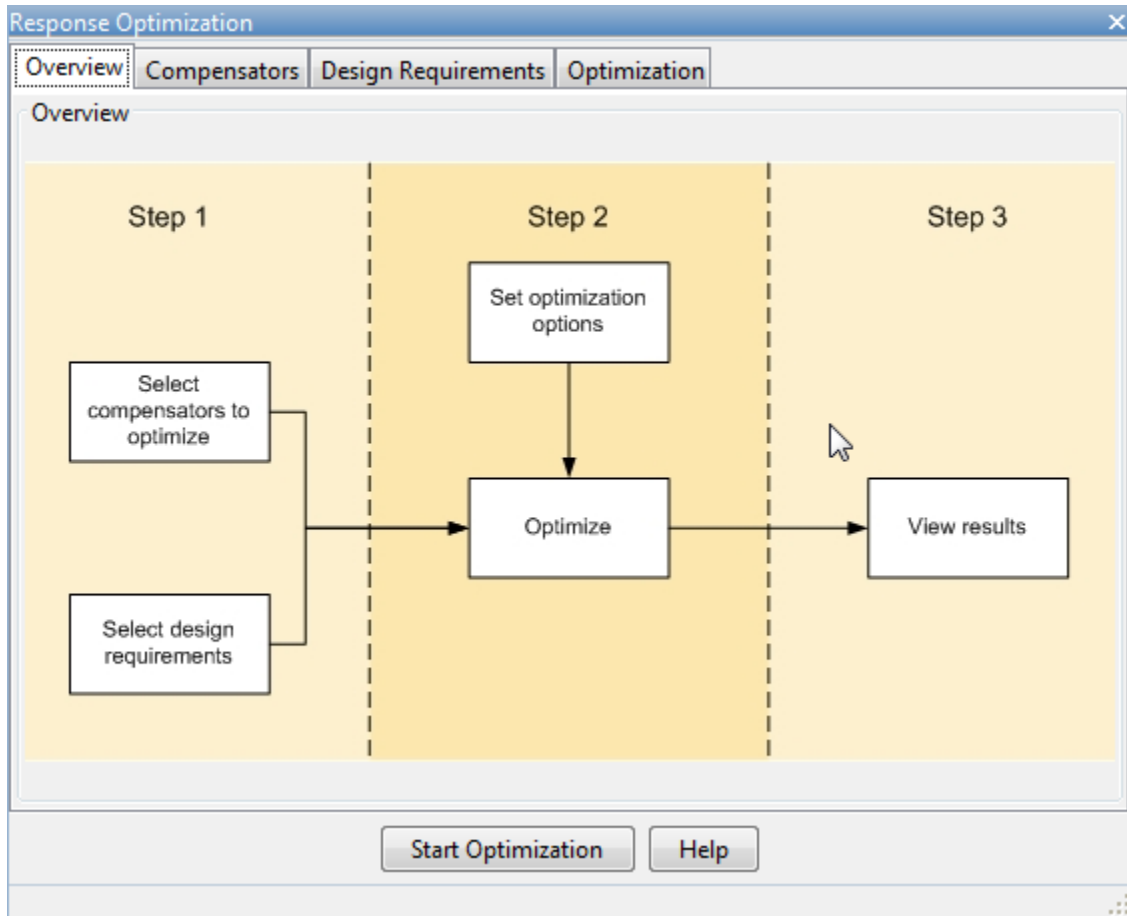 Response Optimization
Overview Compensators Design Requirements Optimization
Overview
Step 1
Step 2
Step 3
Set optimization
options
Select
compensators to
optimize
Optimize
View results
Select design
requirements
Start Optimization Help